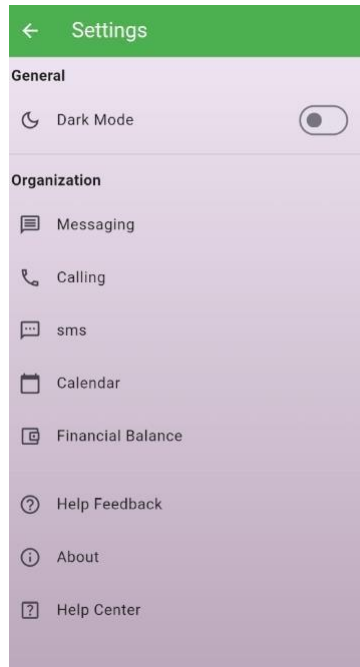 Settings
General
Dark Mode
Organization
Messaging
Calling
sms
Calendar
Financial Balance
Help Feedback
About
Help Center